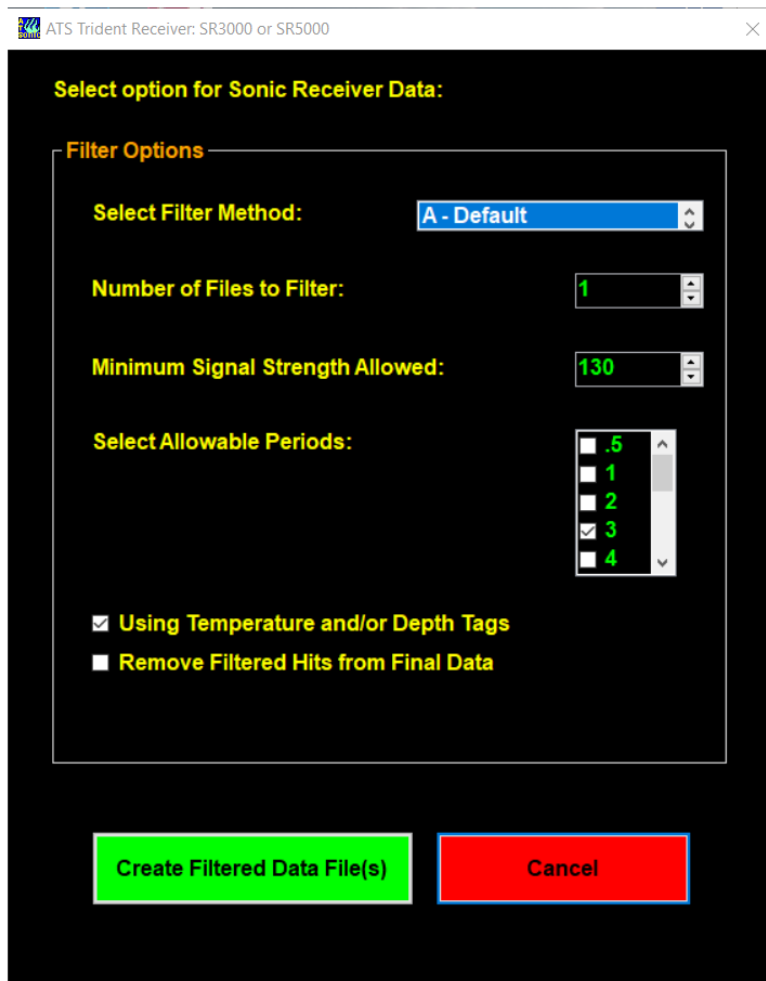 ATS Trident Receiver: SR3000 or SR5000
Select option for Sonic Receiver Data:
Filter Options
Select Filter Method: A - Default
Number of Files to Filter: 1
Minimum Signal Strength Allowed: 130
Select Allowable Periods: .5
1
2
3
4
Using Temperature and/or Depth Tags
Remove Filtered Hits from Final Data
Create Filtered Data File(s) Cancel